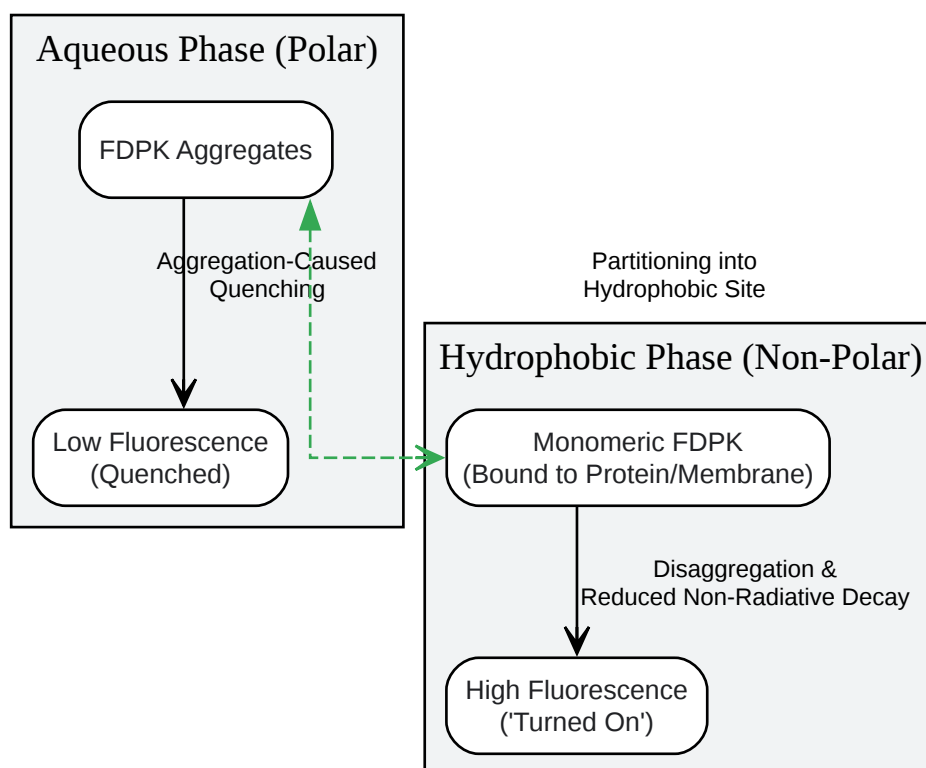 Aqueous Phase (Polar)
FDPK Aggregates
Aggregation-Caused
Quenching
Low Fluorescence
(Quenched)
Partitioning into
Hydrophobic Site
Hydrophobic Phase (Non-Polar)
Monomeric FDPK
(Bound to Protein/Membrane)
Disaggregation &
Reduced Non-Radiative Decay
High Fluorescence
('Turned On')